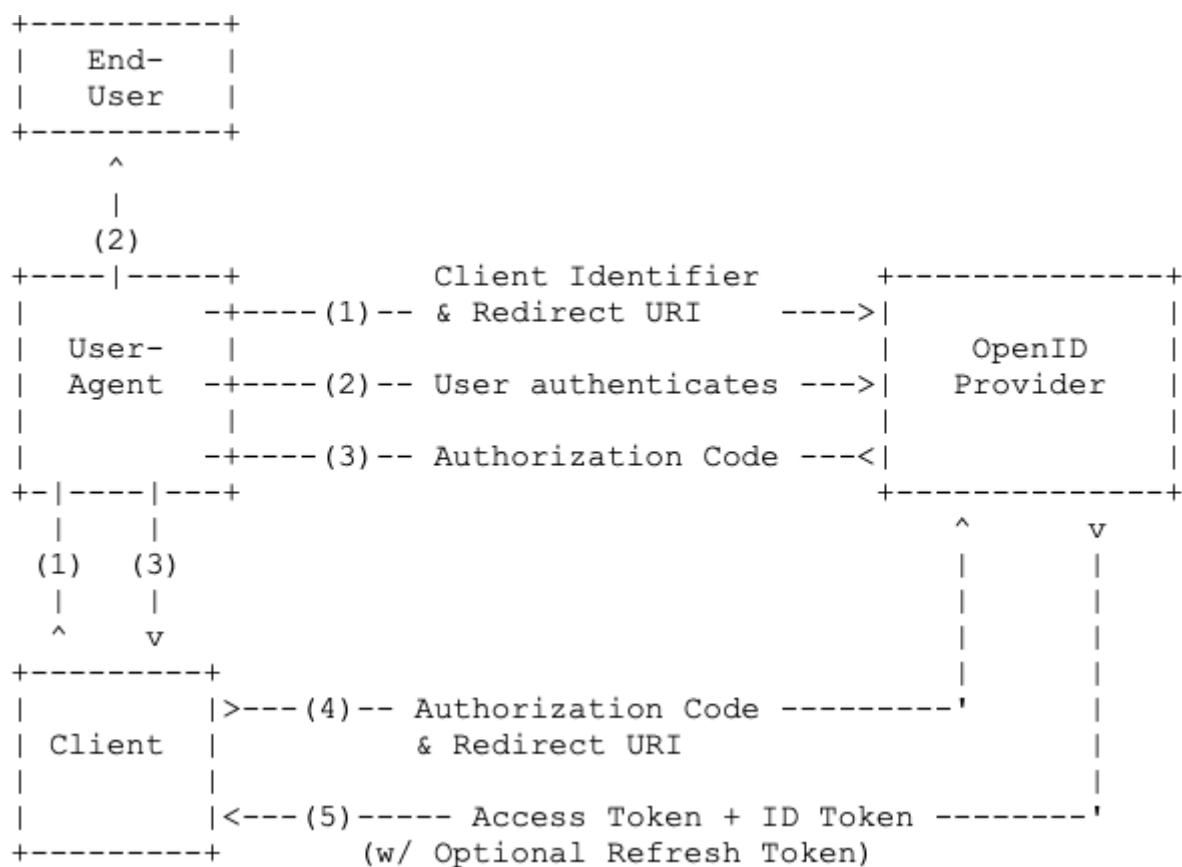 +----------+
|   End-   |
|   User   |
+----------+
     ^
     |
    (2)
+----|-----+          Client Identifier      +--------------+
|         -+----(1)-- & Redirect URI    ---->|              |
|  User-   |                                 |    OpenID    |
|  Agent  -+----(2)-- User authenticates --->|   Provider   |
|          |                                 |              |
|         -+----(3)-- Authorization Code ---<|              |
+-|----|---+                                 +--------------+
  |    |                                         ^      v
 (1)  (3)                                        |      |
  |    |                                         |      |
  ^    v                                         |      |
+---------+                                      |      |
|         |>---(4)-- Authorization Code ---------'      |
| Client  |          & Redirect URI                     |
|         |                                             |
|         |<---(5)----- Access Token + ID Token --------'
+---------+       (w/ Optional Refresh Token)